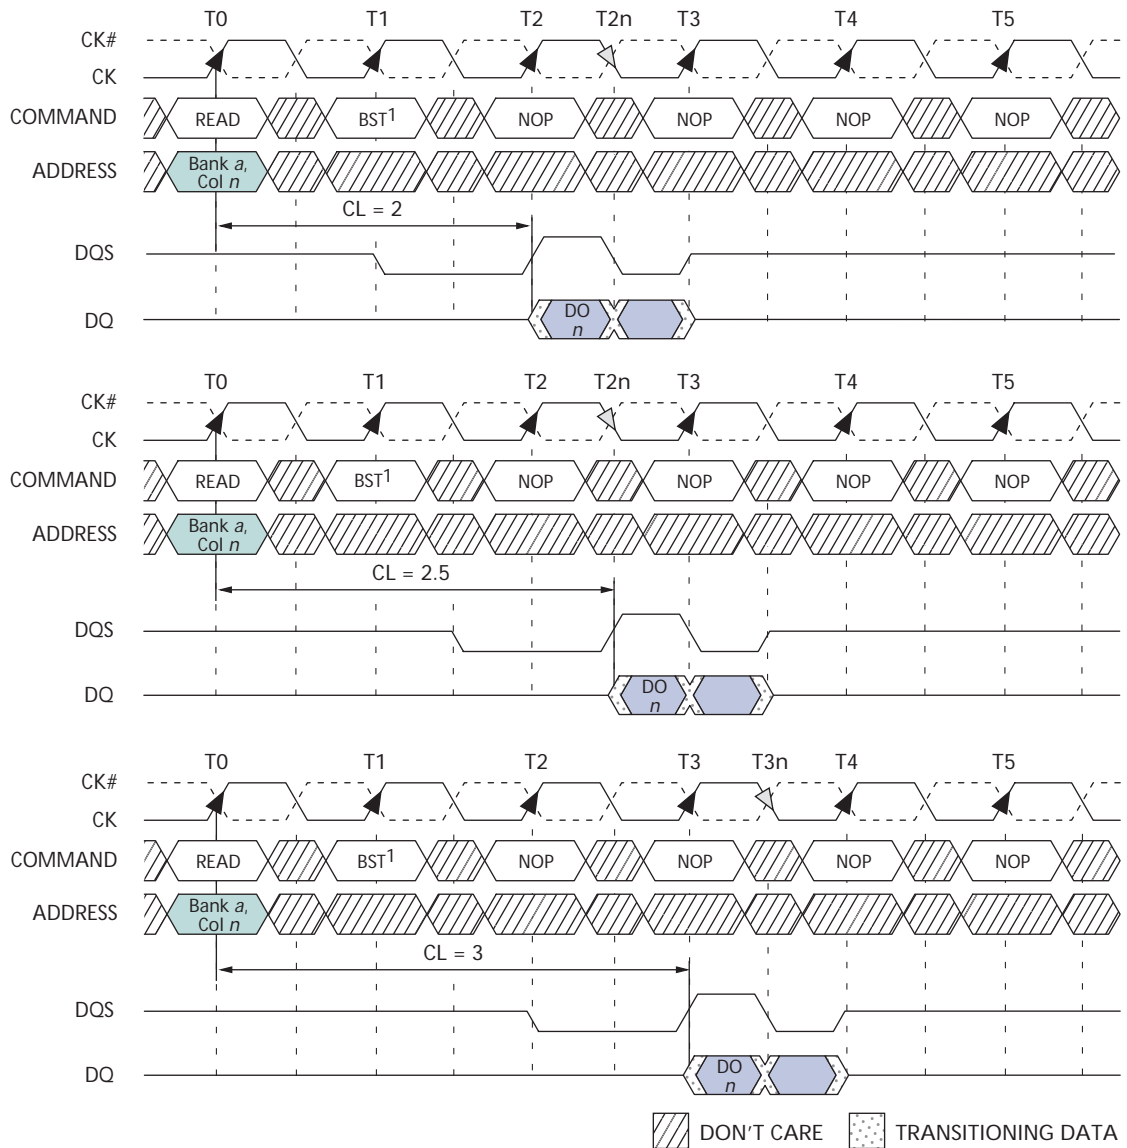 T0 T1 T2 T2n T3 T4 T5
CK#
CK
COMMAND READ BST1 NOP NOP NOP NOP
ADDRESS Bank a,
Col n
CL = 2
DQS
DQ DO
n
T0 T1 T2 T2n T3 T4 T5
CK#
CK
COMMAND READ BST1 NOP NOP NOP NOP
ADDRESS Bank a,
Col n
CL = 2.5
DQS
DQ DO
n
T0 T1 T2 T3 T3n T4 T5
CK#
CK
COMMAND READ BST1 NOP NOP NOP NOP
ADDRESS Bank a,
Col n
CL = 3
DQS
DQ DO
n
DON'T CARE TRANSITIONING DATA